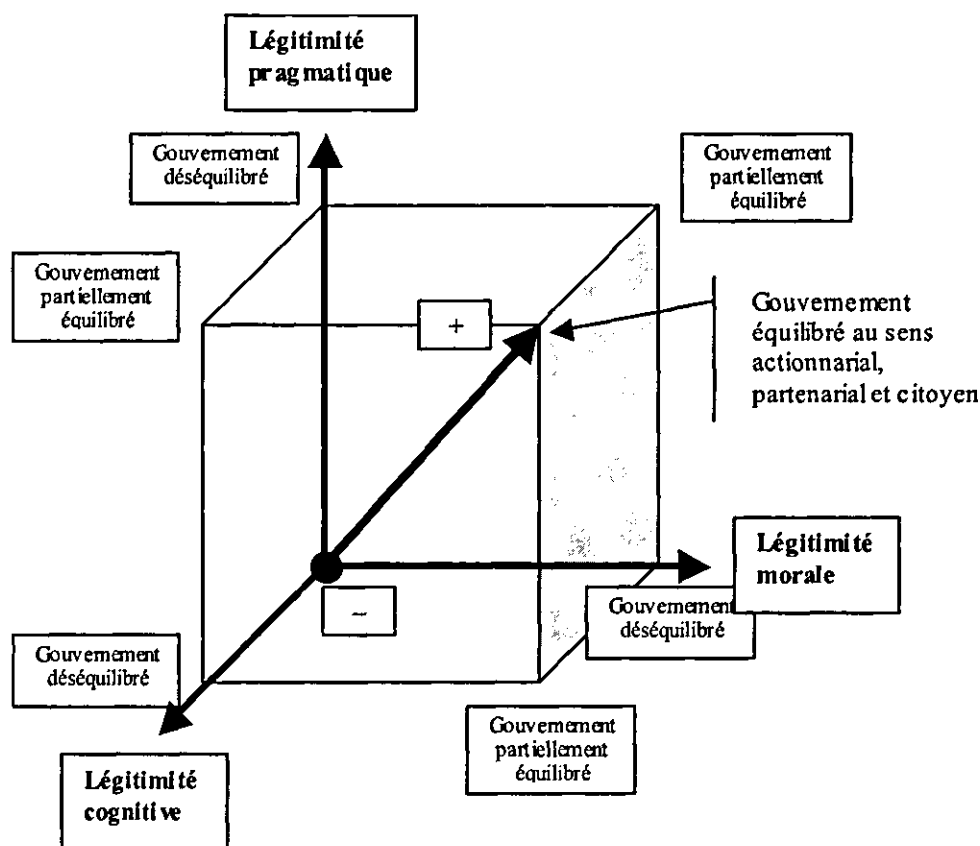 Légitimité
pragmatique
Gouvernement
déséquilibré
Gouvernement
partiellement
équilibré
Gouvernement
partiellement
équilibré
+
Gouvernement
équilibré au sens
actionnarial,
partenarial et citoyen
Légitimité
morale
–
Gouvernement
déséquilibré
Gouvernement
déséquilibré
Gouvernement
partiellement
équilibré
Légitimité
cognitive